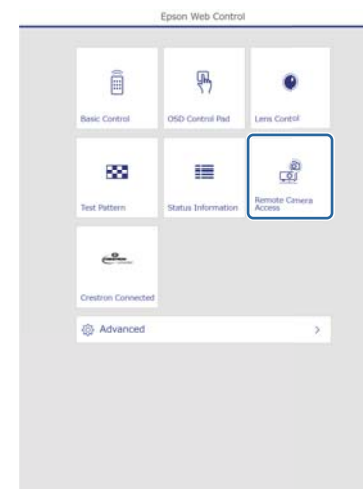 Epson Web Control
Basic Control
OSD Control Pad
Lens Control
Test Pattern
Status Information
Remote Camera
Access
CRESTRON
Crestron Connected
Advanced